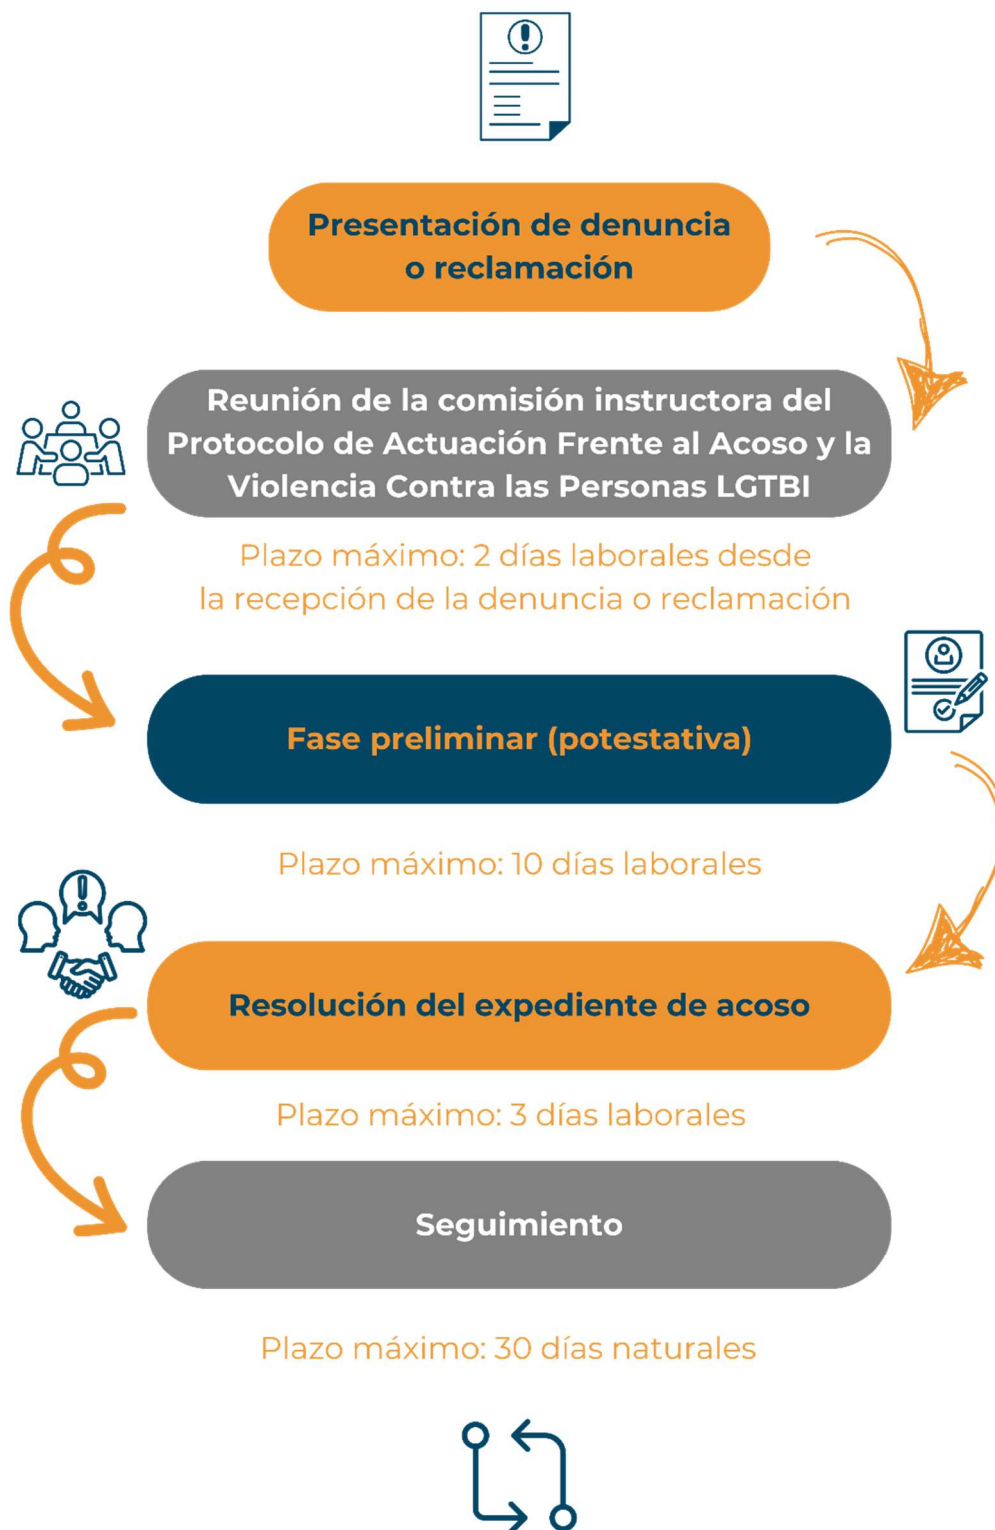 Presentación de denuncia
o reclamación
Reunión de la comisión instructora del
Protocolo de Actuación Frente al Acoso y la
Violencia Contra las Personas LGTBI
Plazo máximo: 2 días laborales desde
la recepción de la denuncia o reclamación
Fase preliminar (potestativa)
Plazo máximo: 10 días laborales
Resolución del expediente de acoso
Plazo máximo: 3 días laborales
Seguimiento
Plazo máximo: 30 días naturales